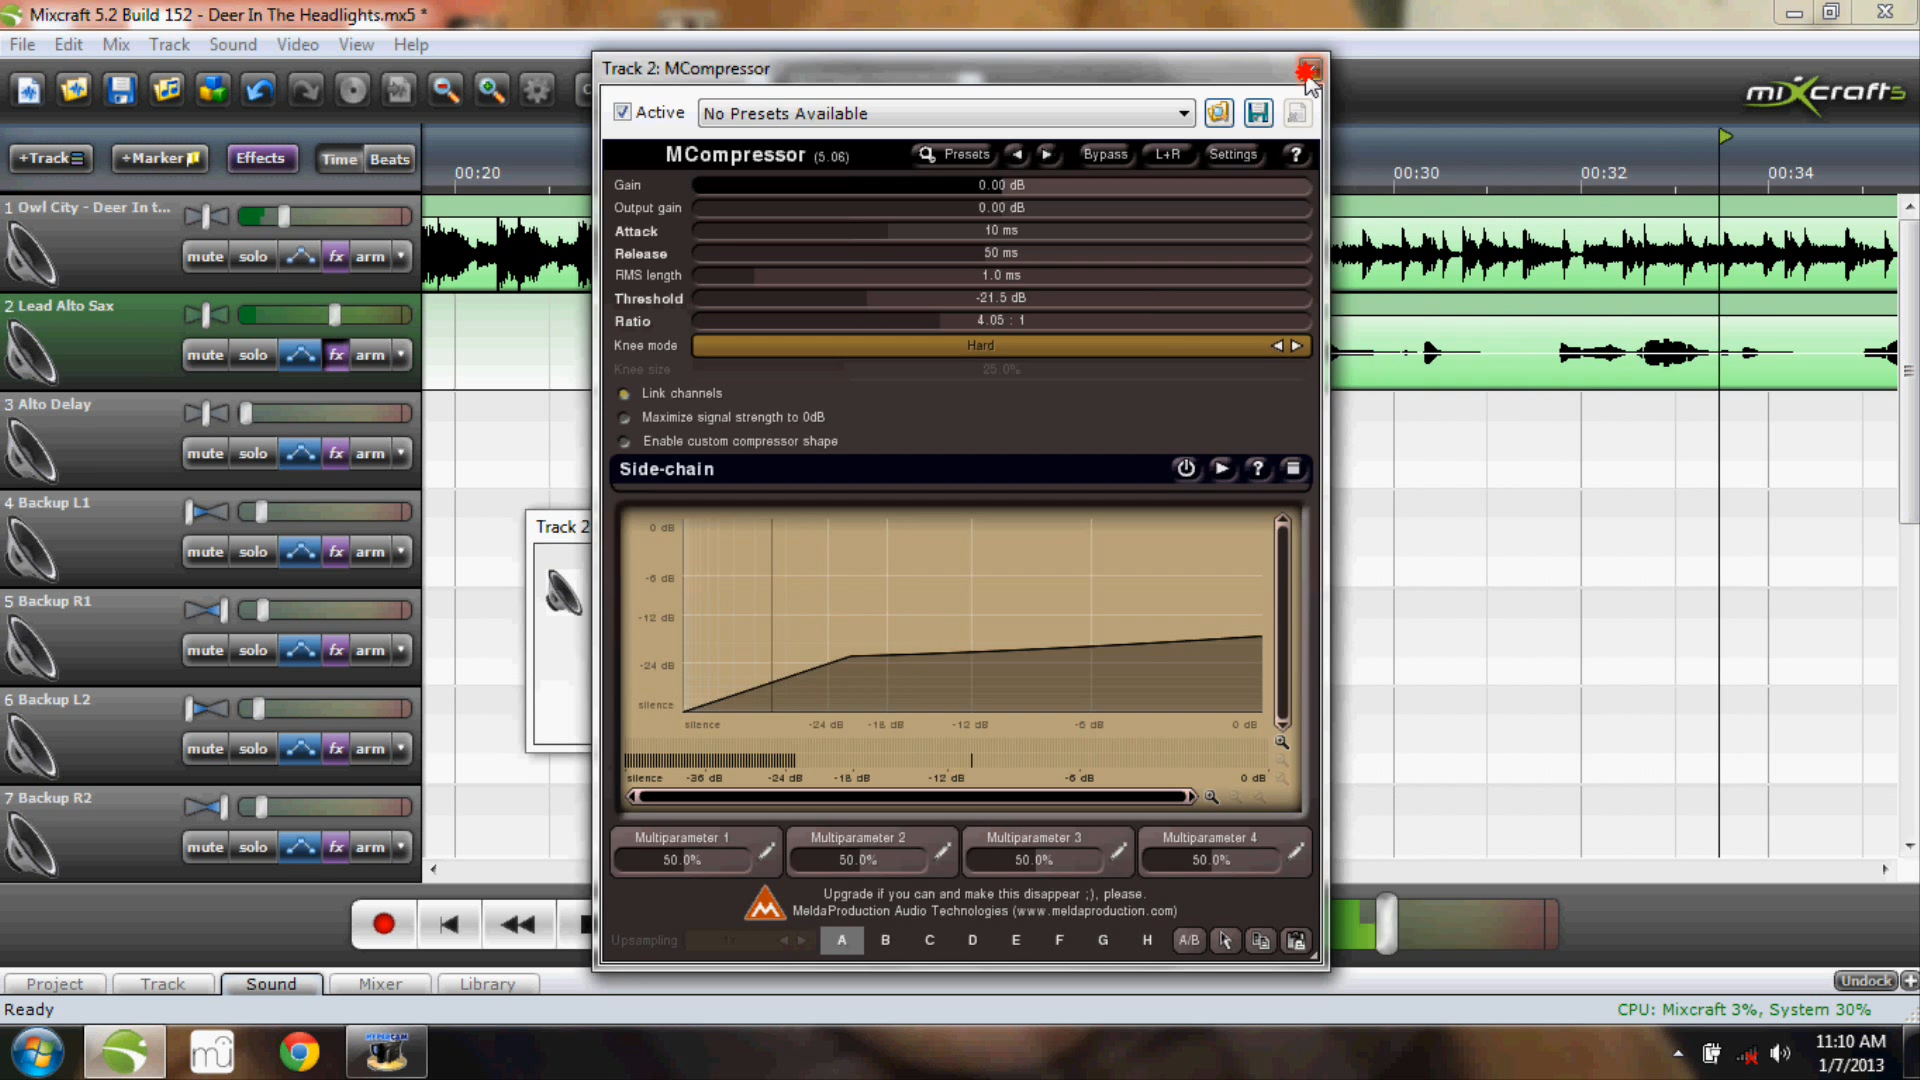 Mixcraft 5.2 Build 152 - Deer In The Headlights.mx5 *
File Edit Mix Track Sound Video View Help
mixcraft5
+Track +Marker Effects Time Beats
00:20 00:30 00:32 00:34
1 Owl City - Deer In t...
mute solo fx arm
2 Lead Alto Sax
mute solo fx arm
3 Alto Delay
mute solo fx arm
4 Backup L1
mute solo fx arm
5 Backup R1
mute solo fx arm
6 Backup L2
mute solo fx arm
7 Backup R2
mute solo fx arm
Track 2
Track 2: MCompressor
Active No Presets Available
MCompressor (5.06) Presets Bypass L+R Settings ?
Gain 0.00 dB
Output gain 0.00 dB
Attack 10 ms
Release 50 ms
RMS length 1.0 ms
Threshold -21.5 dB
Ratio 4.05 : 1
Knee mode Hard
Knee size 25.0%
Link channels
Maximize signal strength to 0dB
Enable custom compressor shape
Side-chain ?
0 dB
-6 dB
-12 dB
-24 dB
silence
silence -24 dB -18 dB -12 dB -6 dB 0 dB
silence -36 dB -24 dB -18 dB -12 dB -6 dB 0 dB
Multiparameter 1 Multiparameter 2 Multiparameter 3 Multiparameter 4
50.0% 50.0% 50.0% 50.0%
Upgrade if you can and make this disappear ;), please.
MeldaProduction Audio Technologies (www.meldaproduction.com)
Upsampling A B C D E F G H A/B
Project Track Sound Mixer Library Undock
Ready CPU: Mixcraft 3%, System 30%
mu HYPERCAM
11:10 AM
1/7/2013